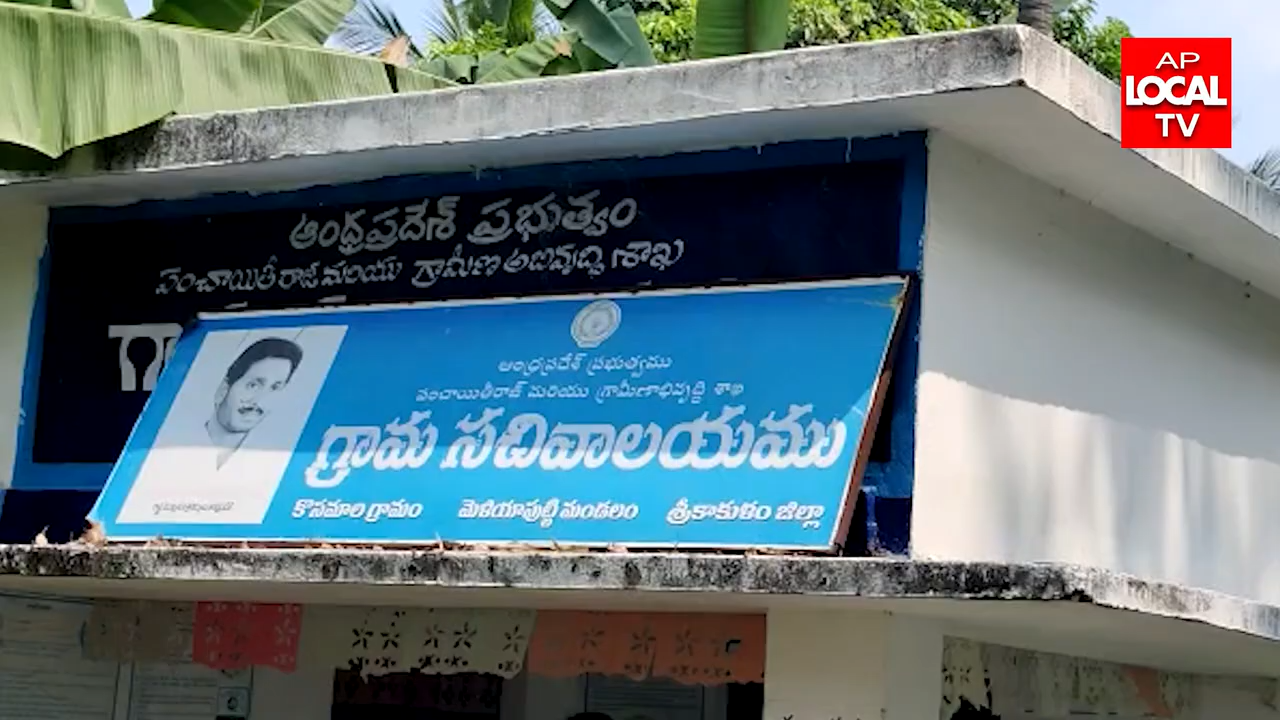 AP
LOCAL
TV
ఆంధ్రప్రదేశ్ ప్రభుత్వం
పంచాయితీరాజ్ మరియు గ్రామీణ అభివృద్ధి శాఖ
ఆంధ్రప్రదేశ్ ప్రభుత్వము
పంచాయితీరాజ్ మరియు గ్రామీణాభివృద్ధి శాఖ
గ్రామ సచివాలయము
కొసమాల గ్రామం మెళియాపుట్టి మండలం శ్రీకాకుళం జిల్లా